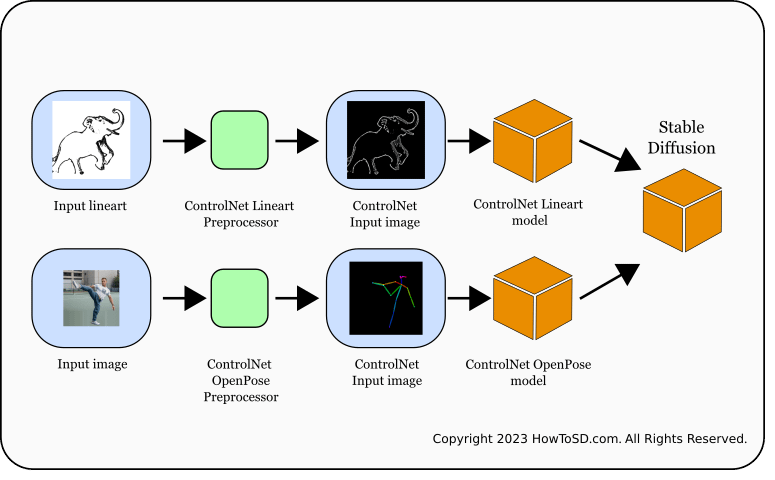 Stable
Diffusion
Input lineart
ControlNet Lineart
Preprocessor
ControlNet
Input image
ControlNet Lineart
model
Input image
ControlNet
OpenPose
Preprocessor
ControlNet
Input image
ControlNet OpenPose
model
Copyright 2023 HowToSD.com. All Rights Reserved.